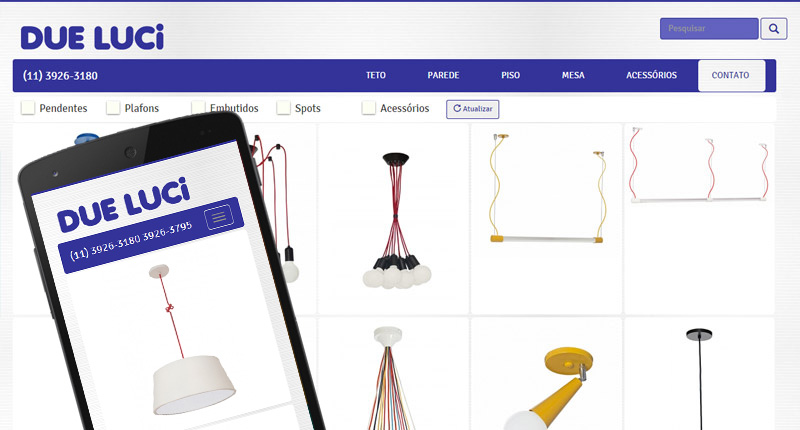 DUE LUCi
Pesquisar
(11) 3926-3180
TETO PAREDE PISO MESA ACESSÓRIOS CONTATO
Pendentes Plafons Embutidos Spots Acessórios Atualizar
DUE LUCi
(11) 3926-3180 3926-3795